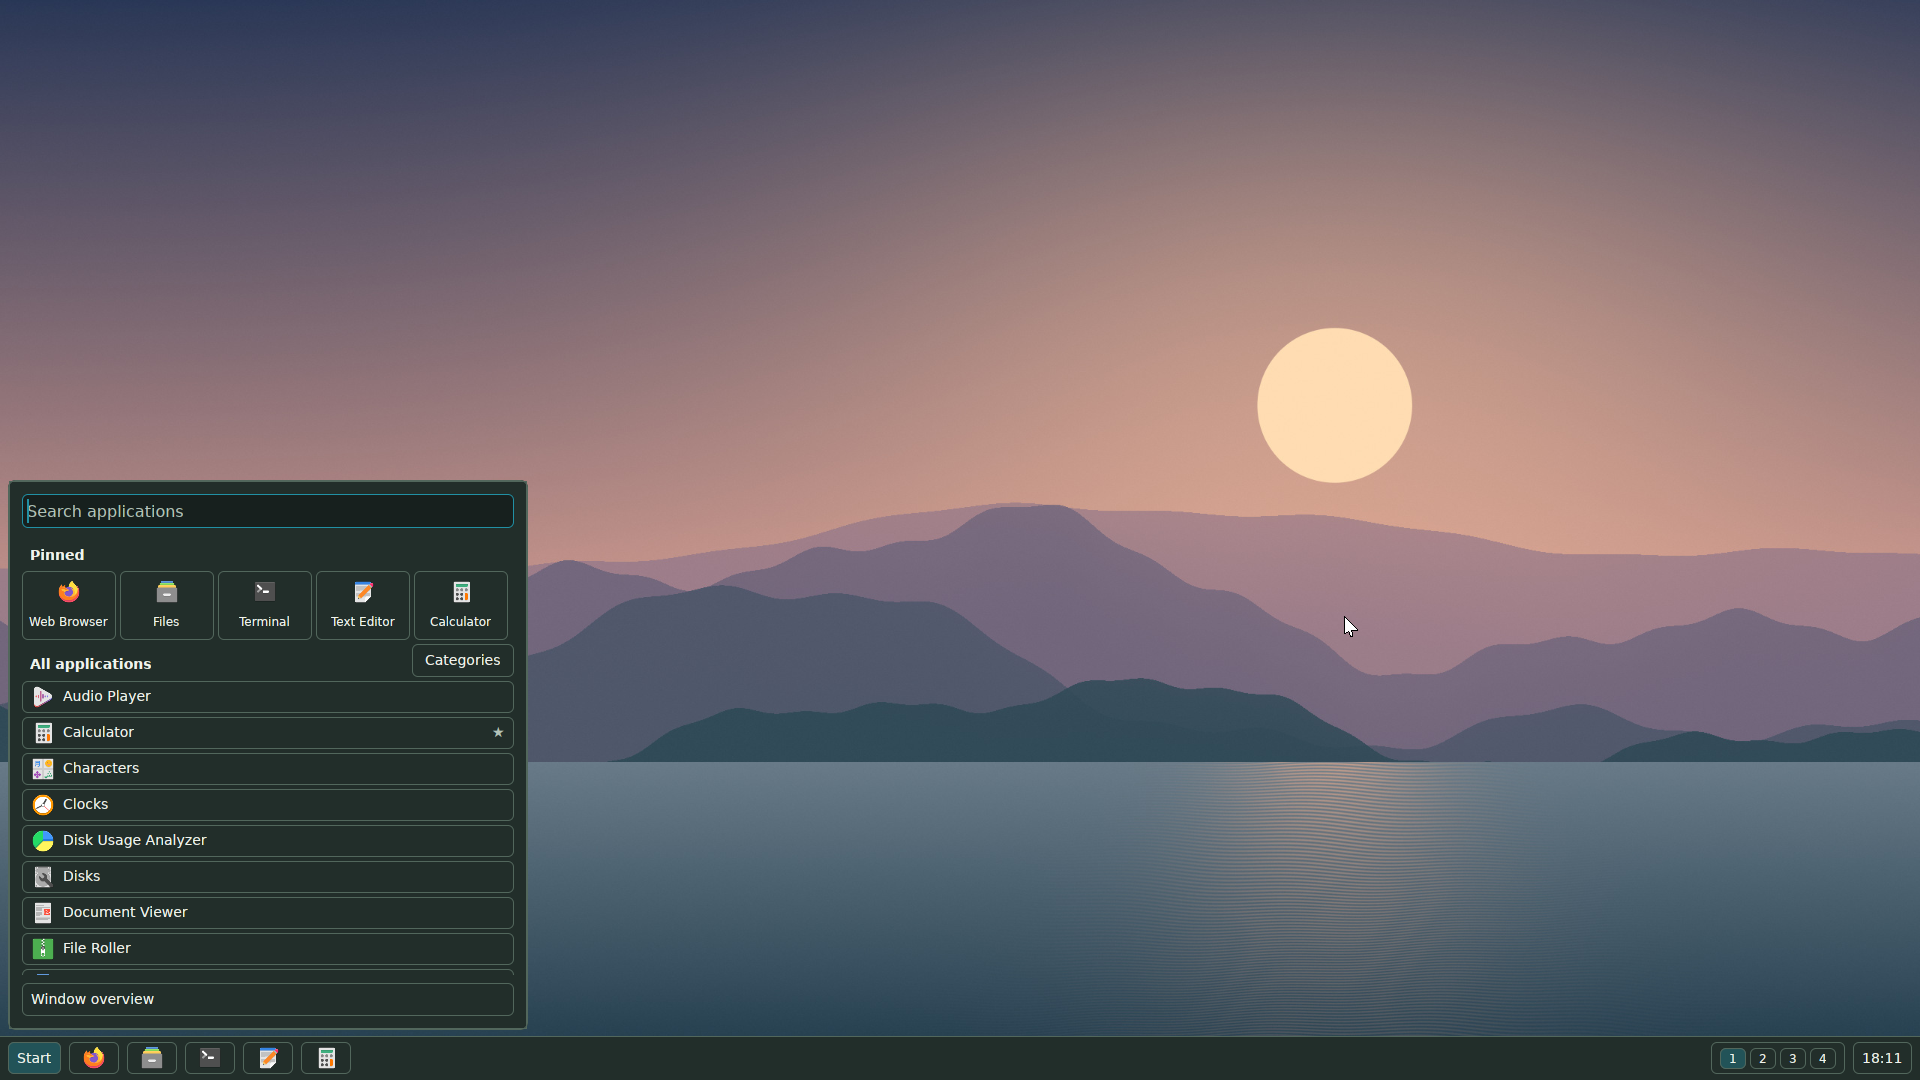 Search applications
Pinned
Web Browser Files Terminal Text Editor Calculator
All applications Categories
Audio Player
Calculator ★
Characters
Clocks
Disk Usage Analyzer
Disks
Document Viewer
File Roller
Window overview
Start 1 2 3 4 18:11